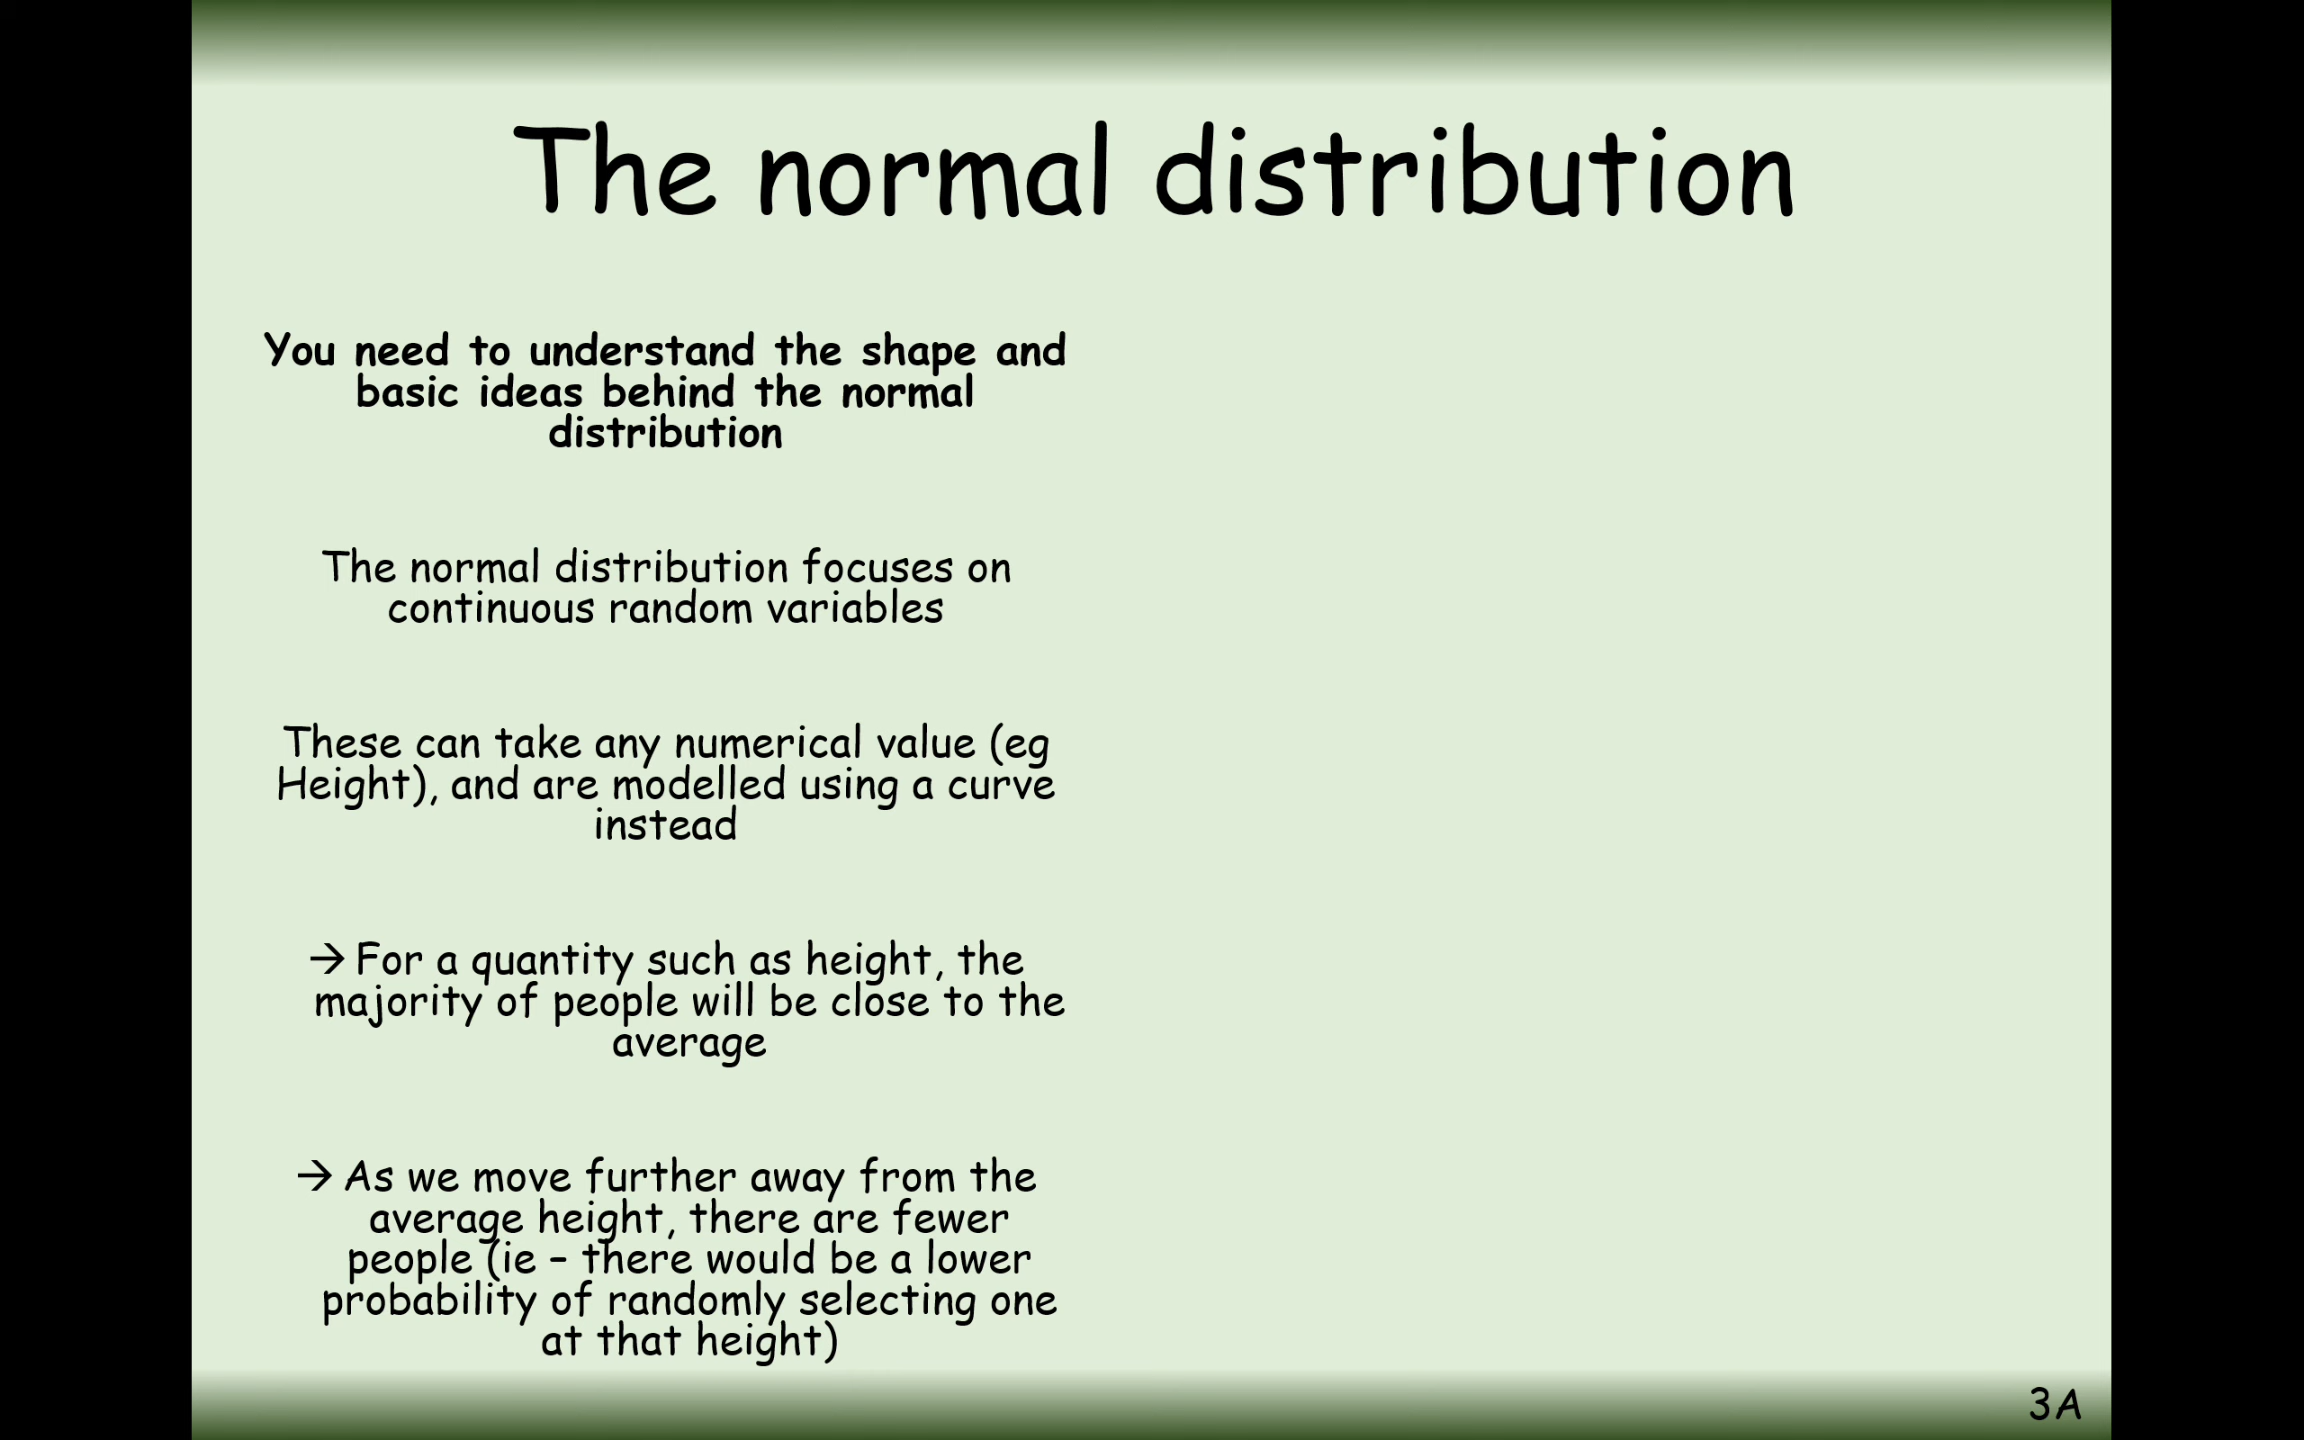 The normal distribution
You need to understand the shape and
basic ideas behind the normal
distribution
The normal distribution focuses on
continuous random variables
These can take any numerical value (eg
Height), and are modelled using a curve
instead
→ For a quantity such as height, the
majority of people will be close to the
average
→ As we move further away from the
average height, there are fewer
people (ie – there would be a lower
probability of randomly selecting one
at that height)
3A